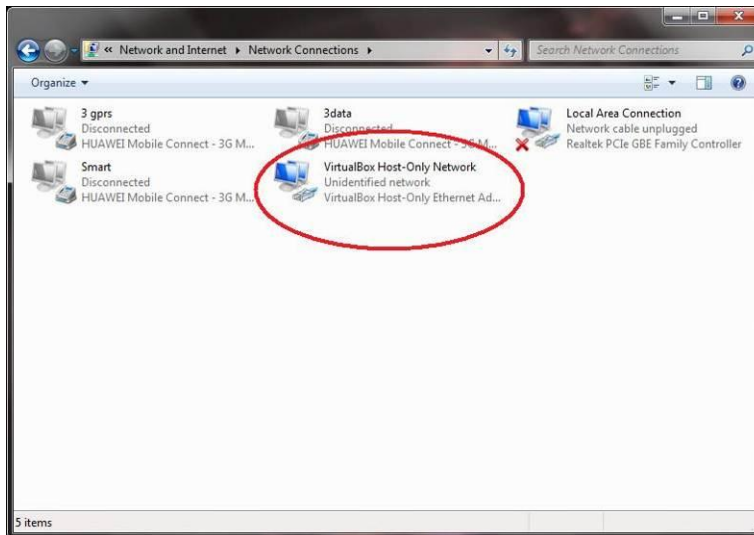 « Network and Internet ▸ Network Connections ▸
Search Network Connections
Organize
3 gprs
Disconnected
HUAWEI Mobile Connect - 3G M...
3data
Disconnected
HUAWEI Mobile Connect - 3G M...
Local Area Connection
Network cable unplugged
Realtek PCIe GBE Family Controller
Smart
Disconnected
HUAWEI Mobile Connect - 3G M...
VirtualBox Host-Only Network
Unidentified network
VirtualBox Host-Only Ethernet Ad...
5 items